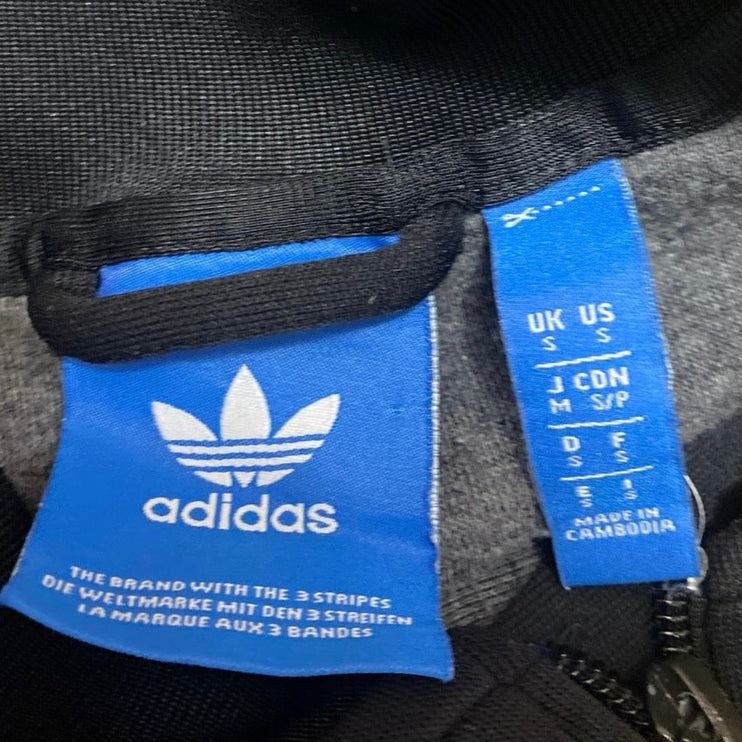 adidas
THE BRAND WITH THE 3 STRIPES
DIE WELTMARKE MIT DEN 3 STREIFEN
LA MARQUE AUX 3 BANDES
UK US
S S
J CDN
M S/P
D F
S S
E I
S S
MADE IN
CAMBODIA